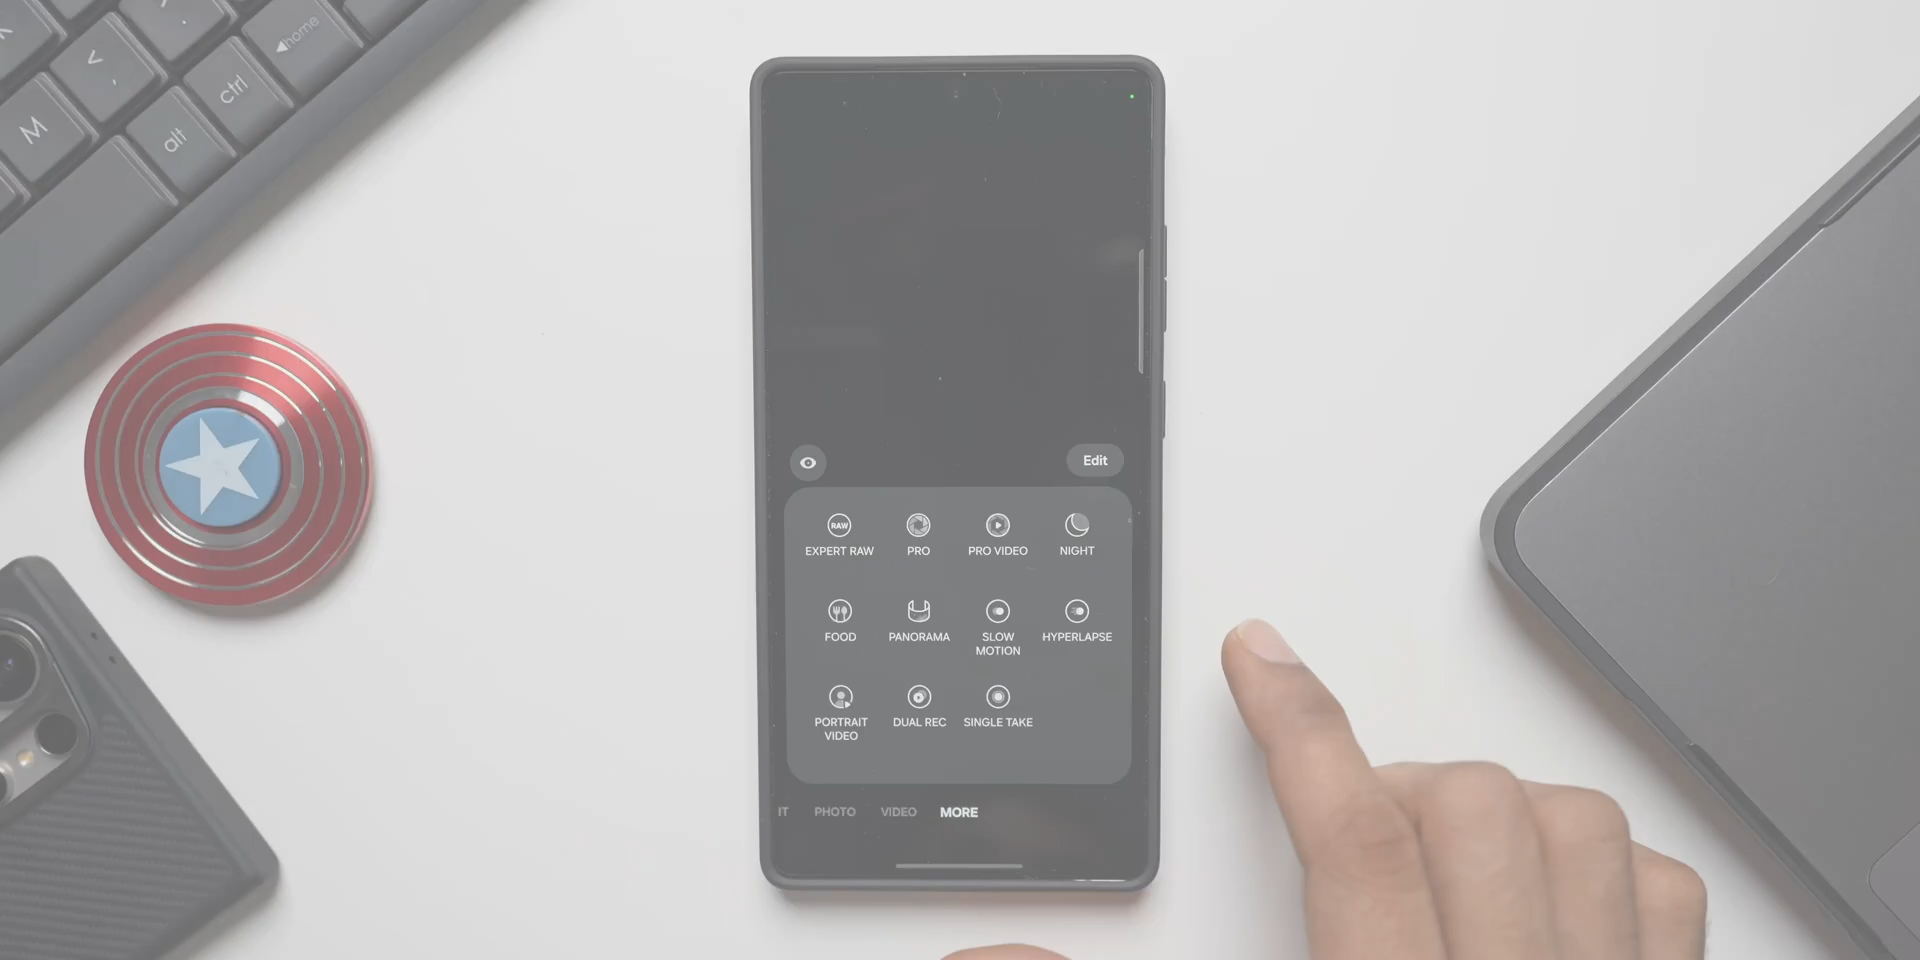 home
ctrl
alt
M
Edit
RAW
EXPERT RAW
PRO
PRO VIDEO
NIGHT
FOOD
PANORAMA
SLOW
MOTION
HYPERLAPSE
PORTRAIT
VIDEO
DUAL REC
SINGLE TAKE
IT PHOTO VIDEO MORE